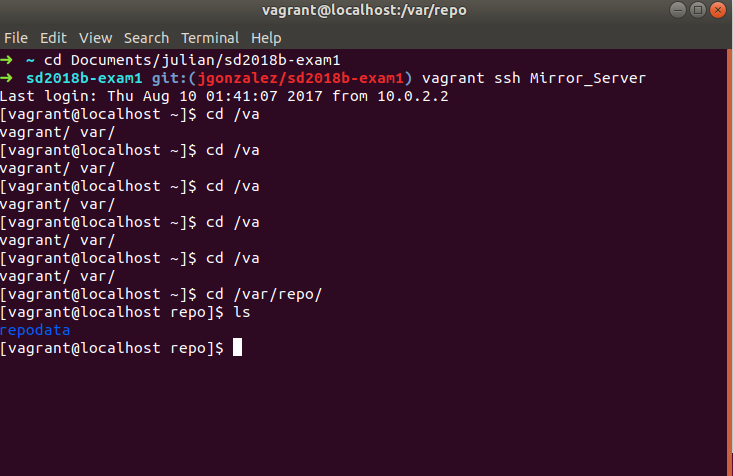 vagrant@localhost:/var/repo
File Edit View Search Terminal Help
➜ ~ cd Documents/julian/sd2018b-exam1
➜ sd2018b-exam1 git:(jgonzalez/sd2018b-exam1) vagrant ssh Mirror_Server
Last login: Thu Aug 10 01:41:07 2017 from 10.0.2.2
[vagrant@localhost ~]$ cd /va
vagrant/ var/
[vagrant@localhost ~]$ cd /va
vagrant/ var/
[vagrant@localhost ~]$ cd /va
vagrant/ var/
[vagrant@localhost ~]$ cd /va
vagrant/ var/
[vagrant@localhost ~]$ cd /va
vagrant/ var/
[vagrant@localhost ~]$ cd /var/repo/
[vagrant@localhost repo]$ ls
repodata
[vagrant@localhost repo]$